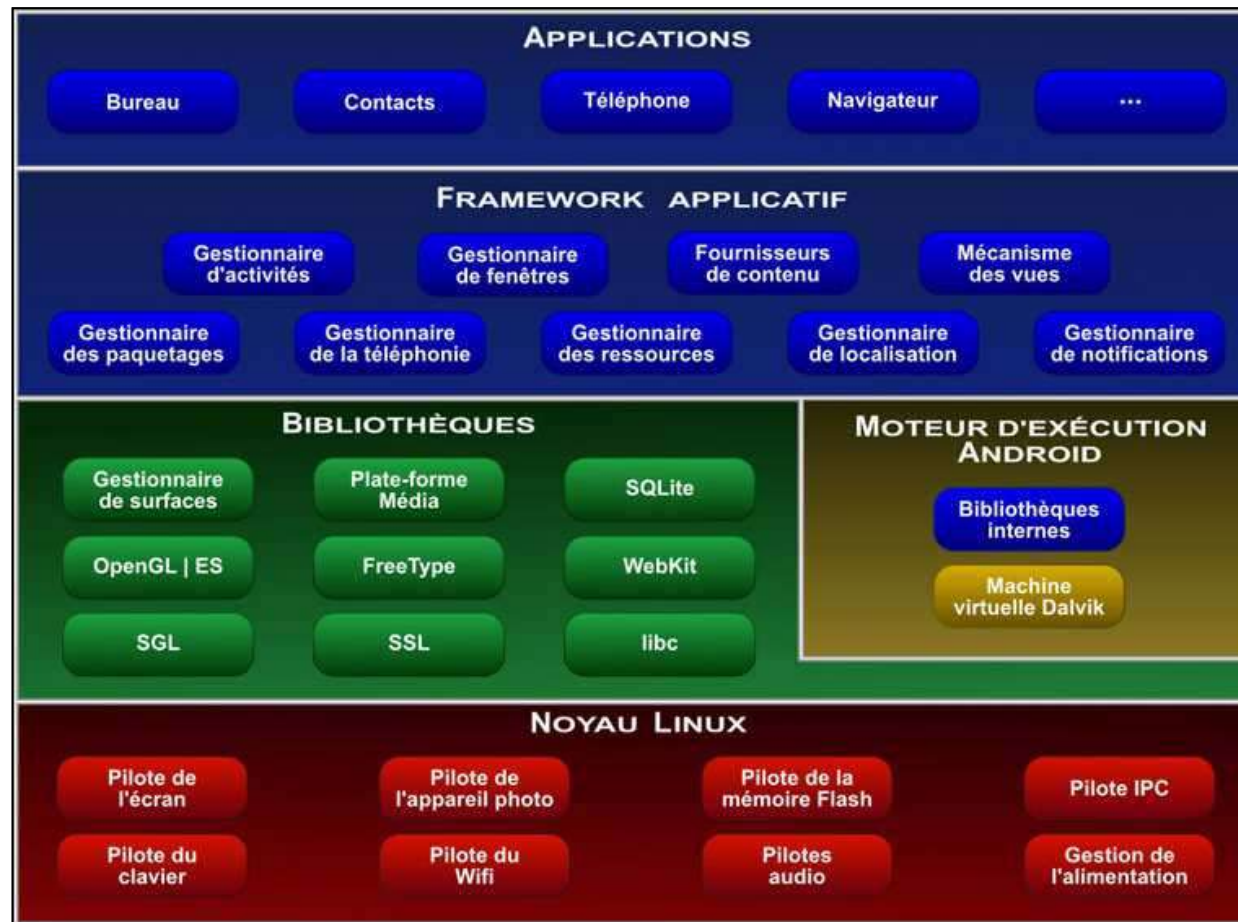 APPLICATIONS
Bureau
Contacts
Téléphone
Navigateur
...
FRAMEWORK APPLICATIF
Gestionnaire
d'activités
Gestionnaire
de fenêtres
Fournisseurs
de contenu
Mécanisme
des vues
Gestionnaire
des paquetages
Gestionnaire
de la téléphonie
Gestionnaire
des ressources
Gestionnaire
de localisation
Gestionnaire
de notifications
BIBLIOTHÈQUES
Gestionnaire
de surfaces
Plate-forme
Média
SQLite
OpenGL | ES
FreeType
WebKit
SGL
SSL
libc
MOTEUR D'EXÉCUTION
ANDROID
Bibliothèques
internes
Machine
virtuelle Dalvik
NOYAU LINUX
Pilote de
l'écran
Pilote de
l'appareil photo
Pilote de la
mémoire Flash
Pilote IPC
Pilote du
clavier
Pilote du
Wifi
Pilotes
audio
Gestion de
l'alimentation